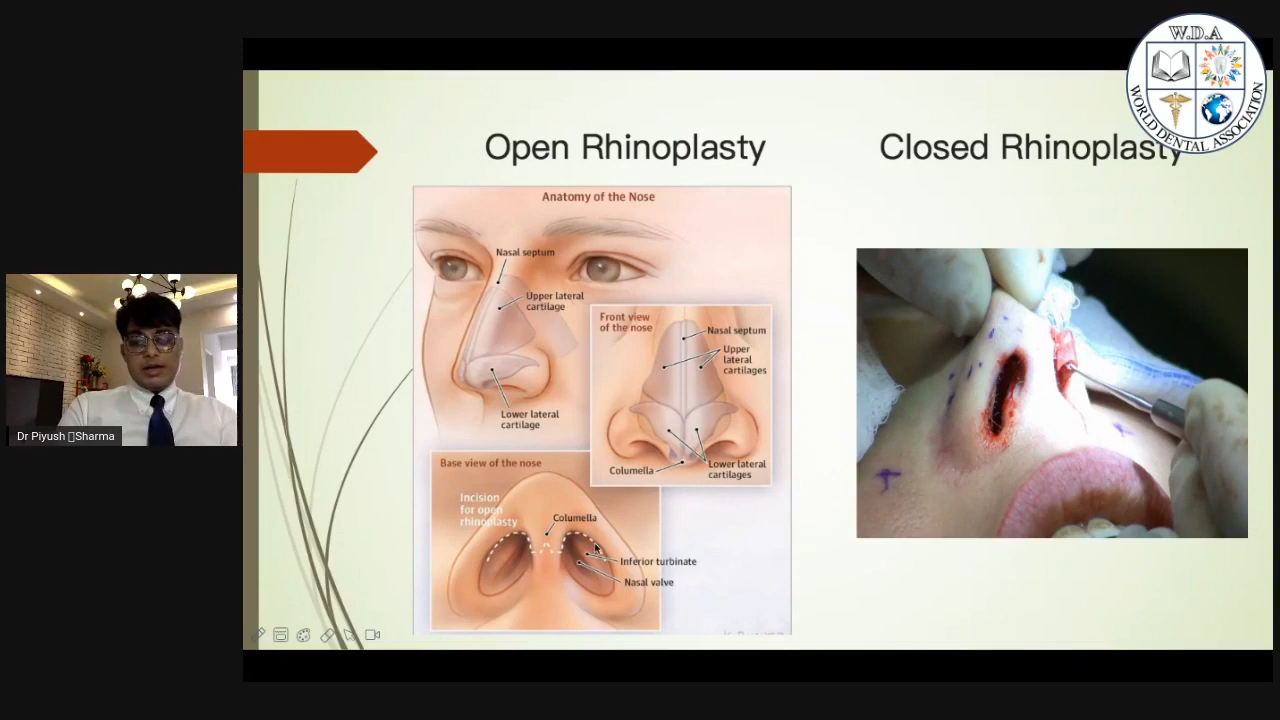 W.D.A
WORLD DENTAL ASSOCIATION
Open Rhinoplasty
Closed Rhinoplasty
Anatomy of the Nose
Nasal septum
Upper lateral
cartilage
Lower lateral
cartilage
Front view
of the nose
Nasal septum
Upper
lateral
cartilages
Columella
Lower lateral
cartilages
Base view of the nose
Incision
for open
rhinoplasty
Columella
Inferior turbinate
Nasal valve
Dr Piyush Sharma